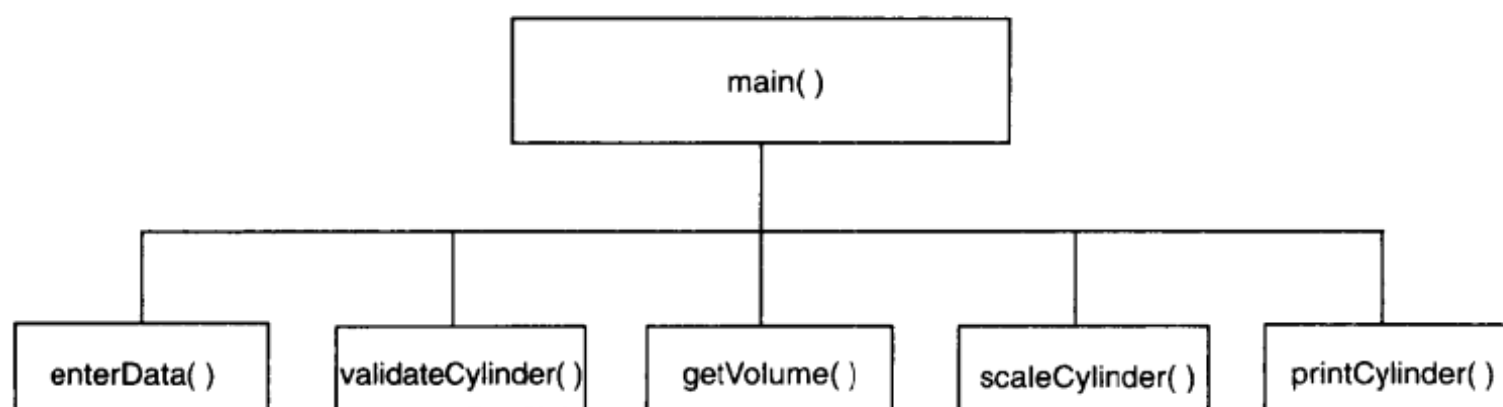 main( )
enterData( )
validateCylinder( )
getVolume( )
scaleCylinder( )
printCylinder( )